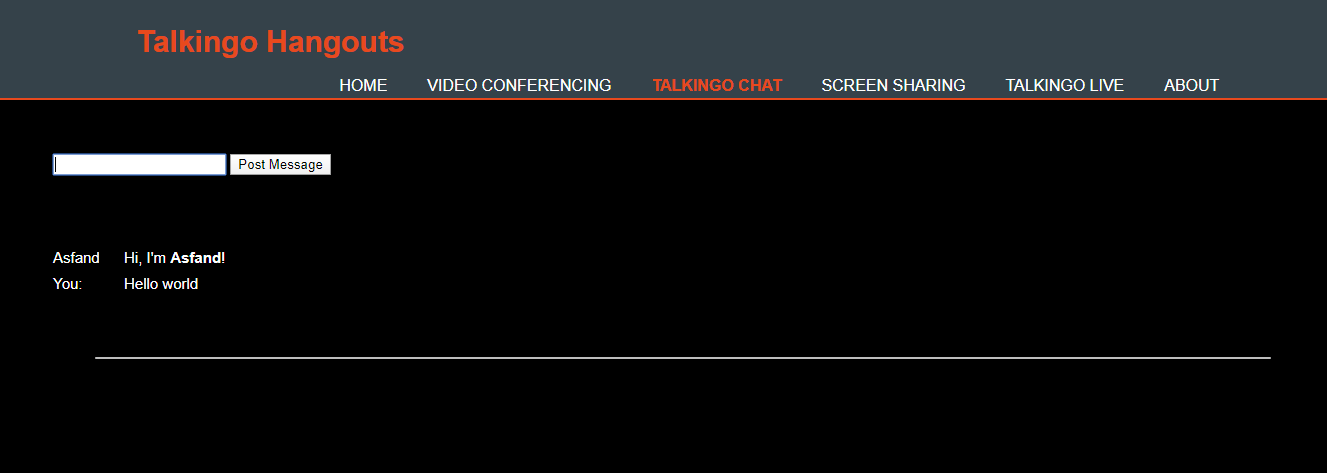 Talkingo Hangouts
HOME VIDEO CONFERENCING TALKINGO CHAT SCREEN SHARING TALKINGO LIVE ABOUT
Post Message
Asfand Hi, I'm Asfand!
You: Hello world